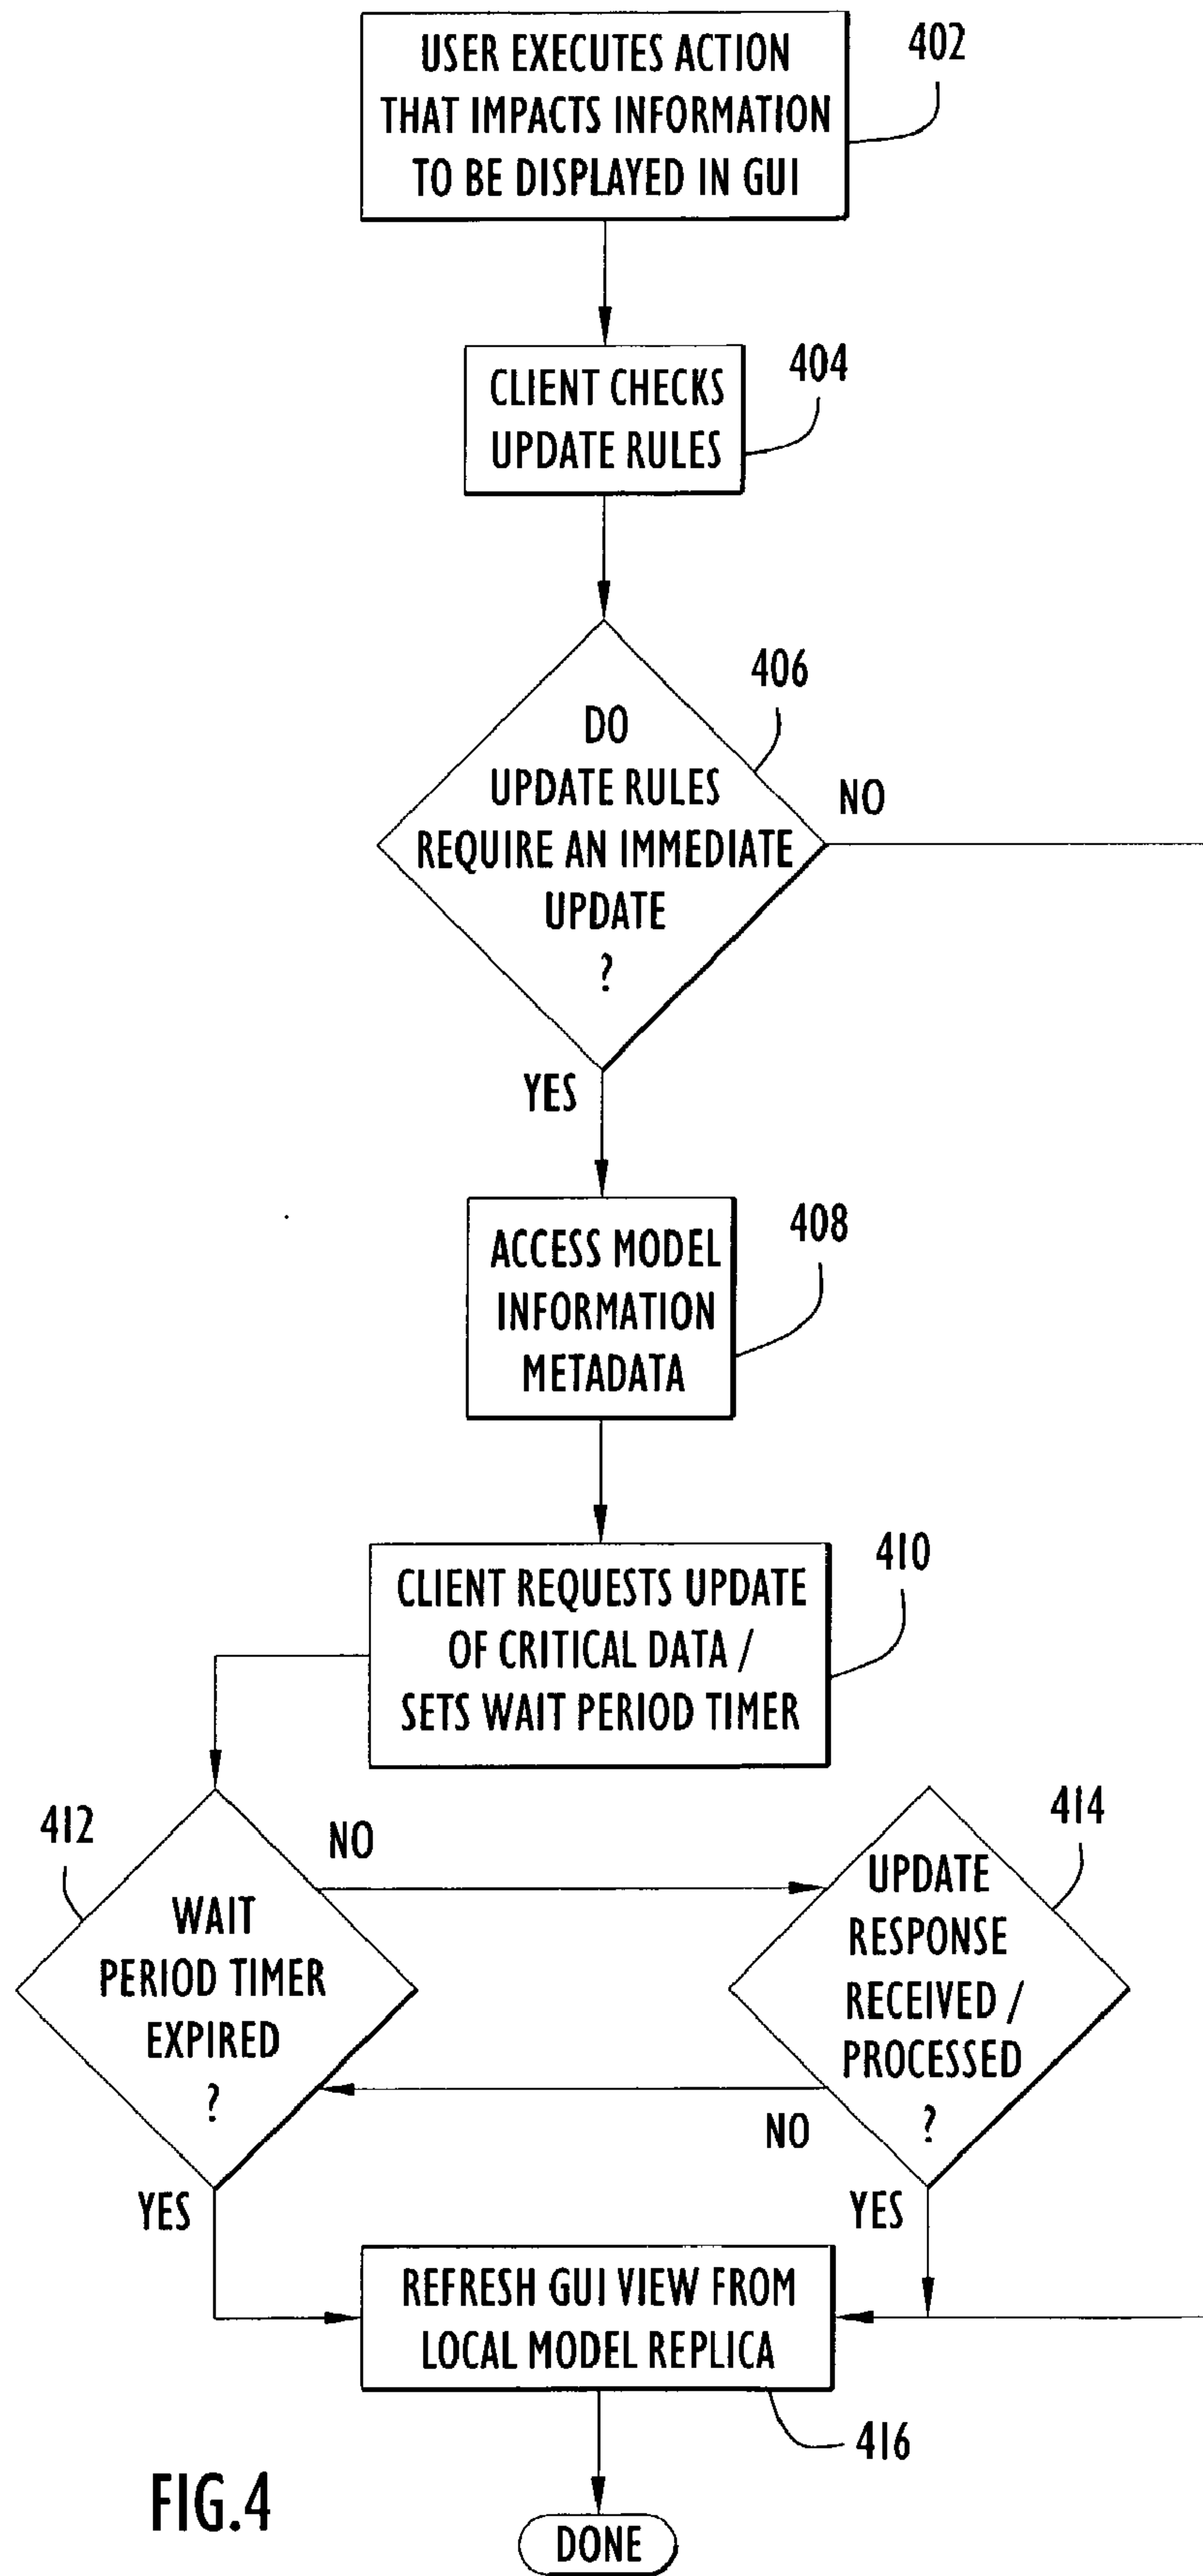 USER EXECUTES ACTION
THAT IMPACTS INFORMATION
TO BE DISPLAYED IN GUI
402
CLIENT CHECKS
UPDATE RULES
404
DO
UPDATE RULES
REQUIRE AN IMMEDIATE
UPDATE
?
406
NO
YES
ACCESS MODEL
INFORMATION
METADATA
408
CLIENT REQUESTS UPDATE
OF CRITICAL DATA /
SETS WAIT PERIOD TIMER
410
412
WAIT
PERIOD TIMER
EXPIRED
?
NO
YES
414
UPDATE
RESPONSE
RECEIVED /
PROCESSED
?
NO
YES
REFRESH GUI VIEW FROM
LOCAL MODEL REPLICA
416
DONE
FIG.4